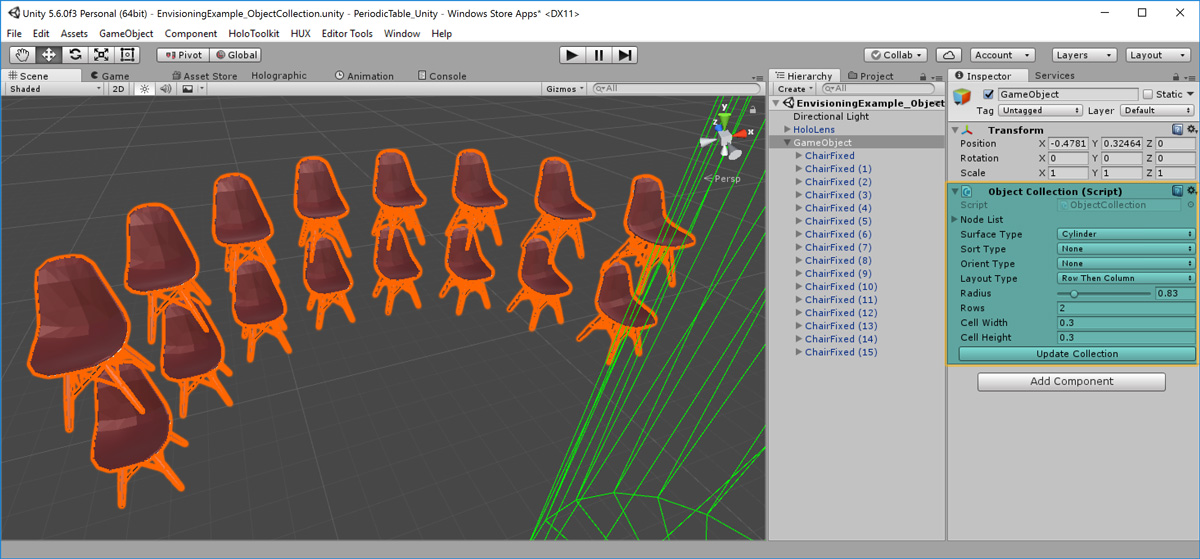 Unity 5.6.0f3 Personal (64bit) - EnvisioningExample_ObjectCollection.unity - PeriodicTable_Unity - Windows Store Apps* <DX11>
File Edit Assets GameObject Component HoloToolkit HUX Editor Tools Window Help
Pivot Global Collab Account Layers Layout
Scene Game Asset Store Holographic Animation Console
Shaded 2D Gizmos All
y
z
x
Persp
Hierarchy Project
Create All
EnvisioningExample_Object
Directional Light
HoloLens
GameObject
ChairFixed
ChairFixed (1)
ChairFixed (2)
ChairFixed (3)
ChairFixed (4)
ChairFixed (5)
ChairFixed (6)
ChairFixed (7)
ChairFixed (8)
ChairFixed (9)
ChairFixed (10)
ChairFixed (11)
ChairFixed (12)
ChairFixed (13)
ChairFixed (14)
ChairFixed (15)
Inspector Services
GameObject Static
Tag Untagged Layer Default
Transform
Position X -0.4781 Y 0.32464 Z 0
Rotation X 0 Y 0 Z 0
Scale X 1 Y 1 Z 1
Object Collection (Script)
Script ObjectCollection
Node List
Surface Type Cylinder
Sort Type None
Orient Type None
Layout Type Row Then Column
Radius 0.83
Rows 2
Cell Width 0.3
Cell Height 0.3
Update Collection
Add Component